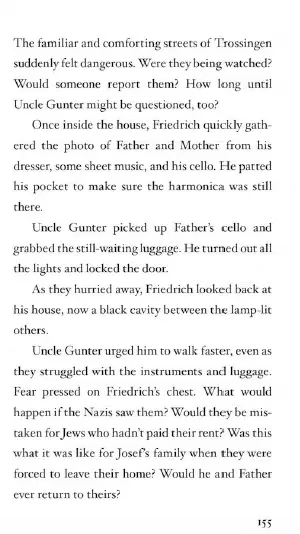 The familiar and comforting streets of Trossingen
suddenly felt dangerous. Were they being watched?
Would someone report them? How long until
Uncle Gunter might be questioned, too?
Once inside the house, Friedrich quickly gath-
ered the photo of Father and Mother from his
dresser, some sheet music, and his cello. He patted
his pocket to make sure the harmonica was still
there.
Uncle Gunter picked up Father's cello and
grabbed the still-waiting luggage. He turned out all
the lights and locked the door.
As they hurried away, Friedrich looked back at
his house, now a black cavity between the lamp-lit
others.
Uncle Gunter urged him to walk faster, even as
they struggled with the instruments and luggage.
Fear pressed on Friedrich's chest. What would
happen if the Nazis saw them? Would they be mis-
taken for Jews who hadn't paid their rent? Was this
what it was like for Josef's family when they were
forced to leave their home? Would he and Father
ever return to theirs?
155